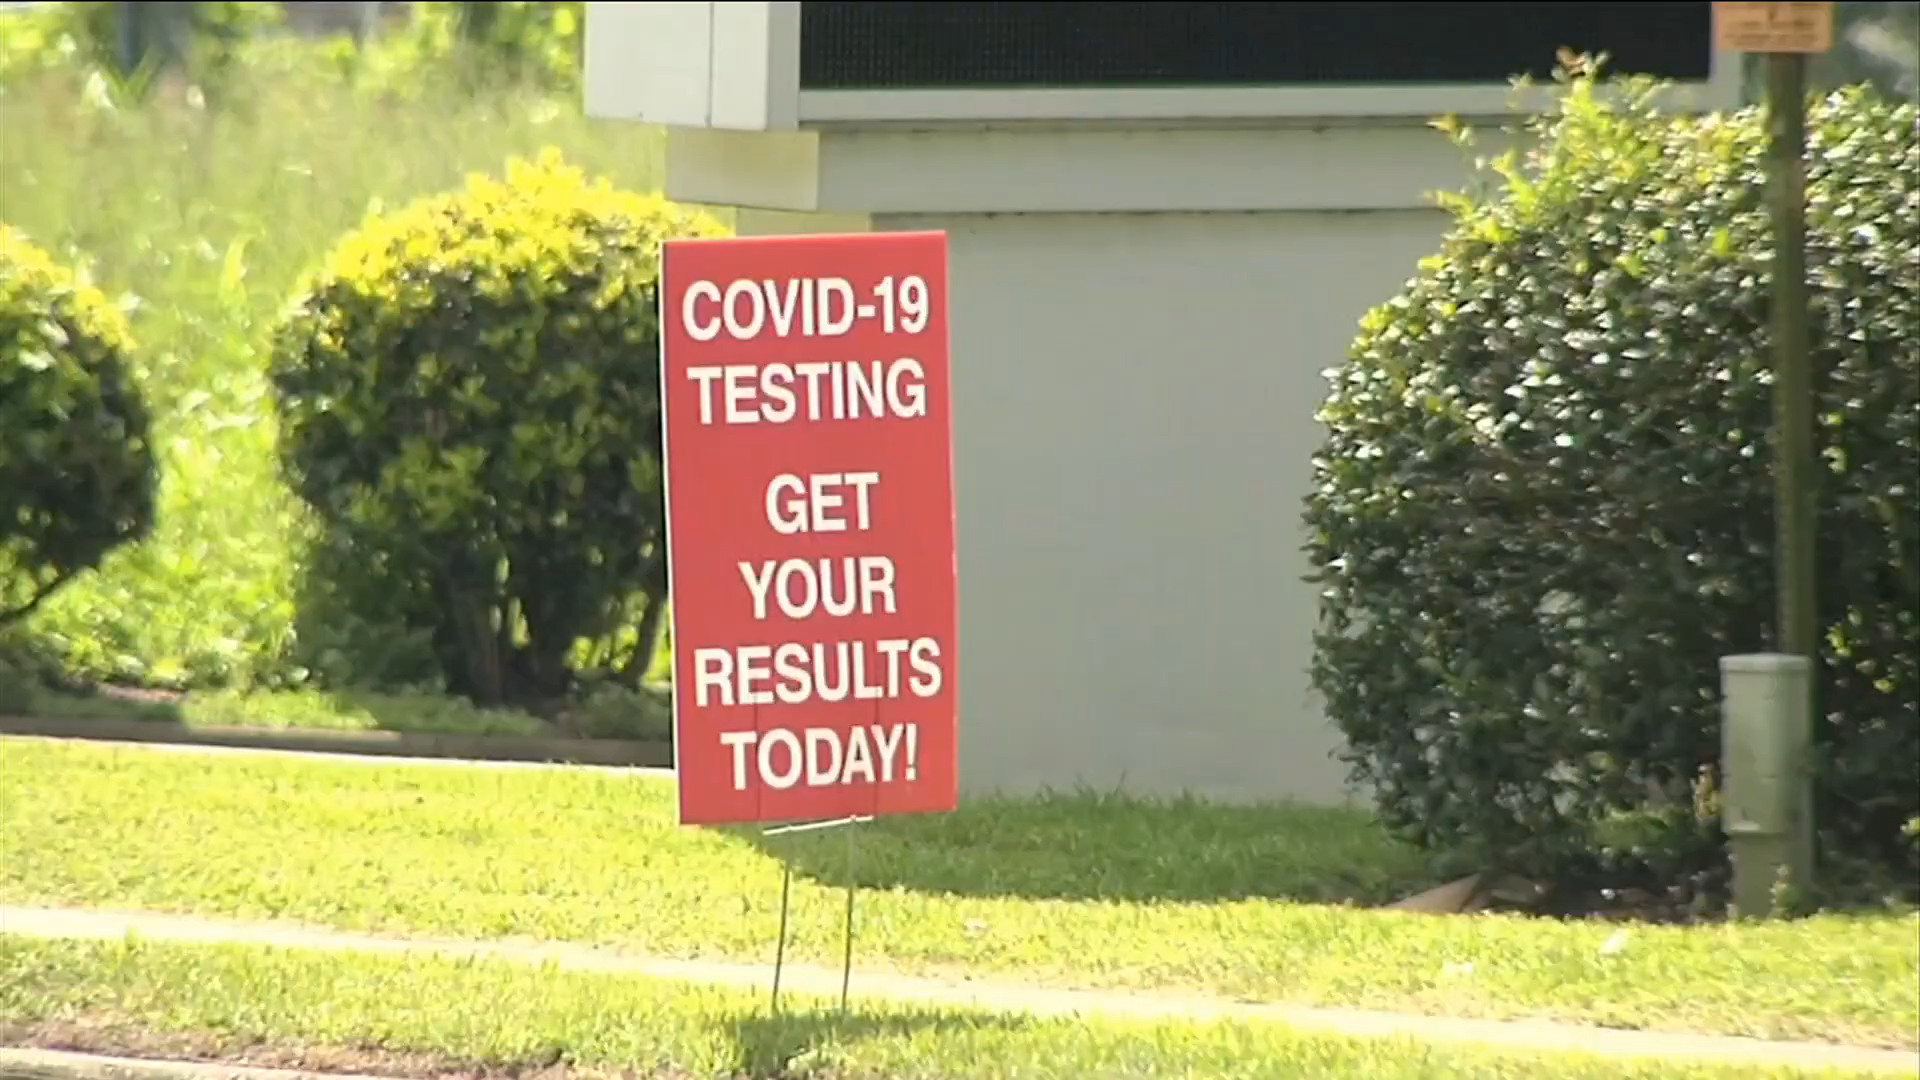 COVID-19
TESTING
GET
YOUR
RESULTS
TODAY!